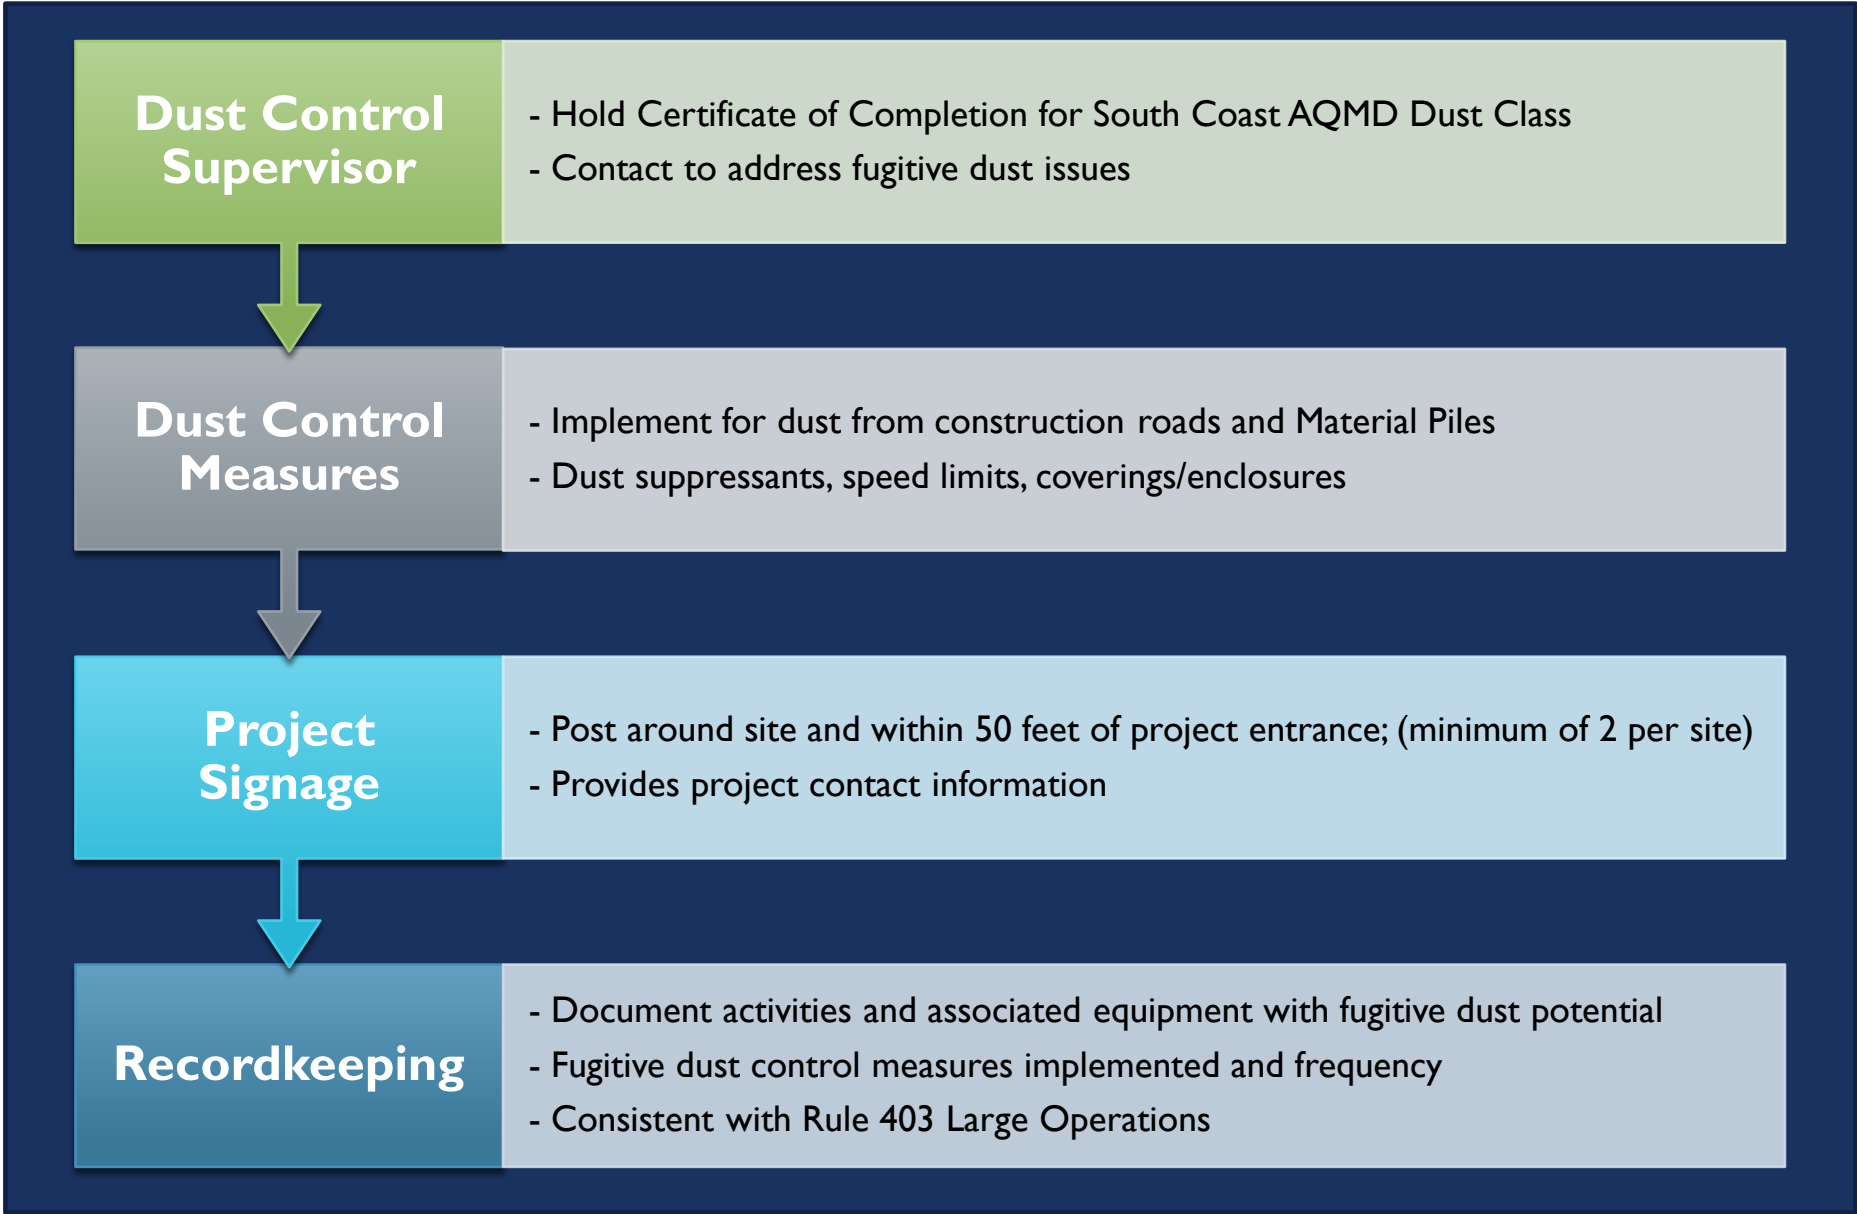 Dust Control
Supervisor
- Hold Certificate of Completion for South Coast AQMD Dust Class
- Contact to address fugitive dust issues
Dust Control
Measures
- Implement for dust from construction roads and Material Piles
- Dust suppressants, speed limits, coverings/enclosures
Project
Signage
- Post around site and within 50 feet of project entrance; (minimum of 2 per site)
- Provides project contact information
Recordkeeping
- Document activities and associated equipment with fugitive dust potential
- Fugitive dust control measures implemented and frequency
- Consistent with Rule 403 Large Operations